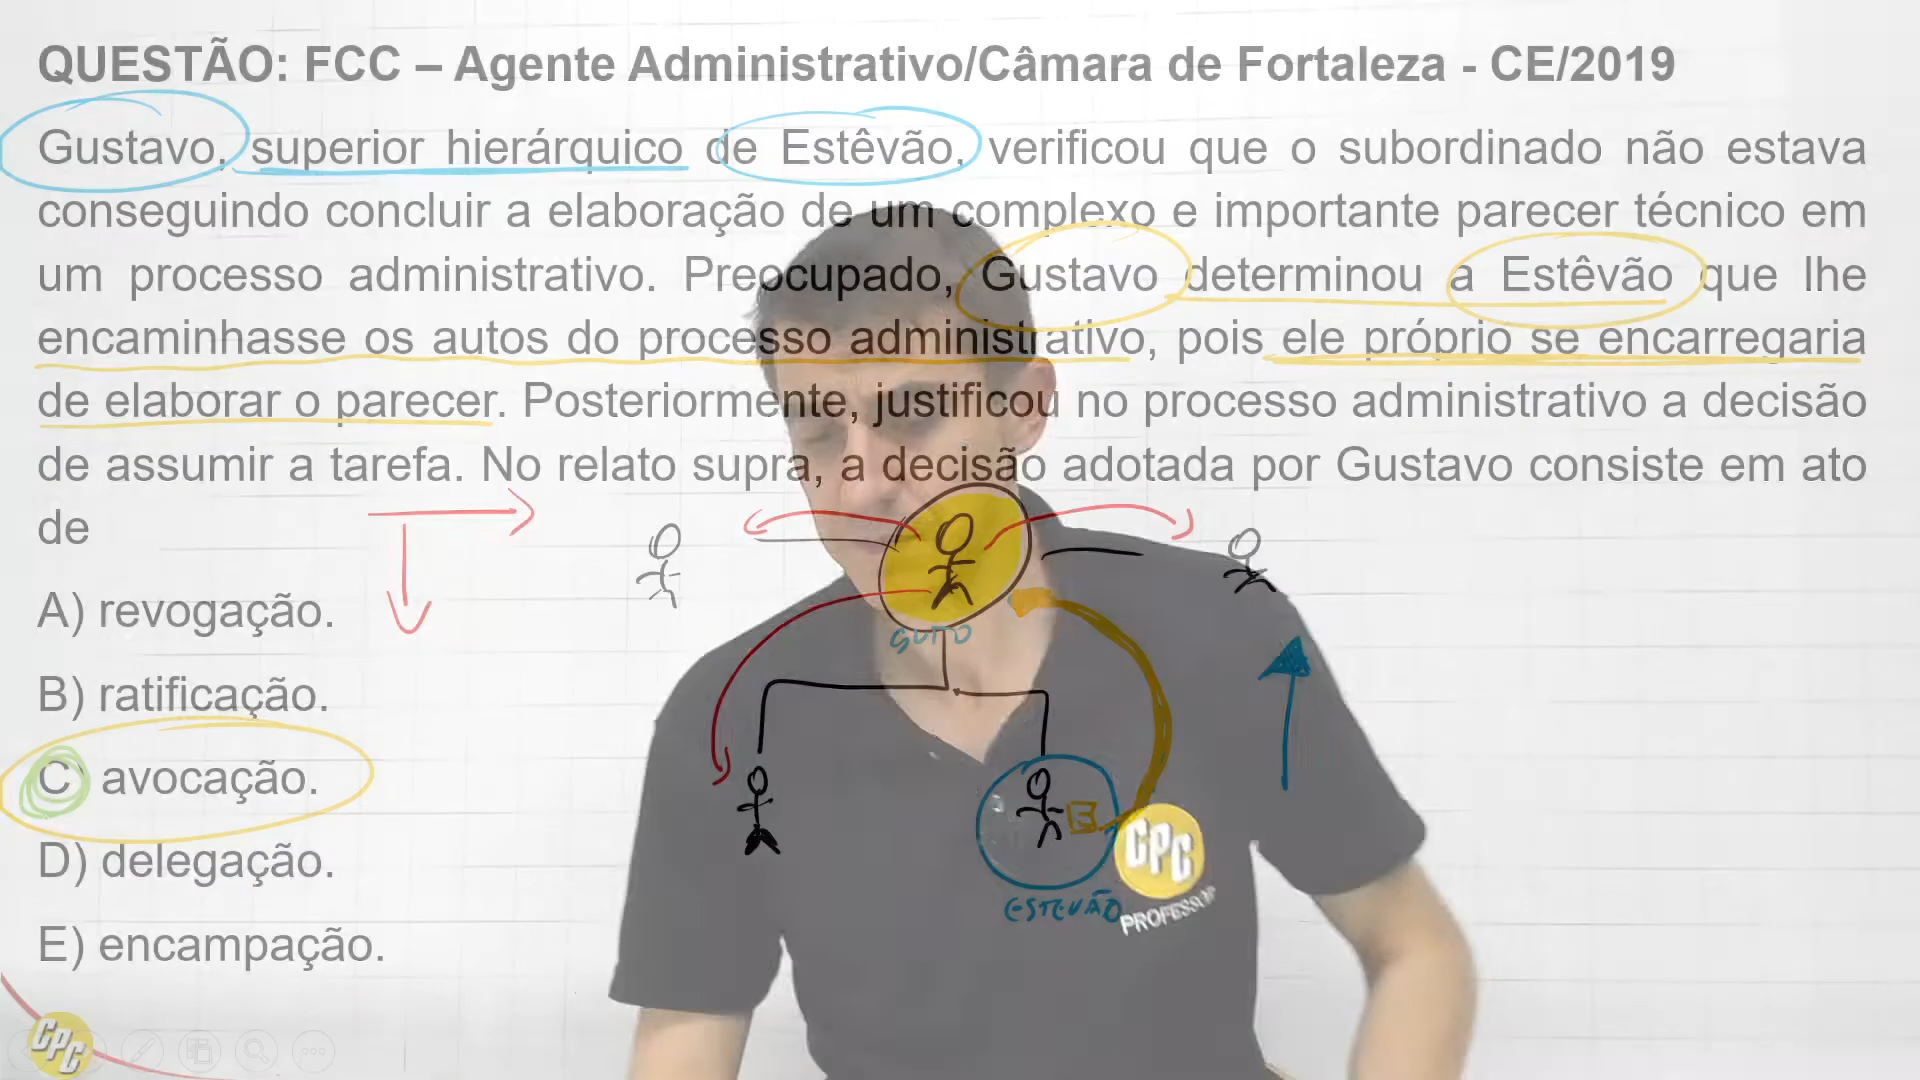 QUESTÃO: FCC – Agente Administrativo/Câmara de Fortaleza - CE/2019
Gustavo, superior hierárquico de Estêvão, verificou que o subordinado não estava
conseguindo concluir a elaboração de um complexo e importante parecer técnico em
um processo administrativo. Preocupado, Gustavo determinou a Estêvão que lhe
encaminhasse os autos do processo administrativo, pois ele próprio se encarregaria
de elaborar o parecer. Posteriormente, justificou no processo administrativo a decisão
de assumir a tarefa. No relato supra, a decisão adotada por Gustavo consiste em ato
de
A) revogação.
B) ratificação.
C) avocação.
D) delegação.
E) encampação.
ESTEVÃO
CPC
PROFESSOR
CPC